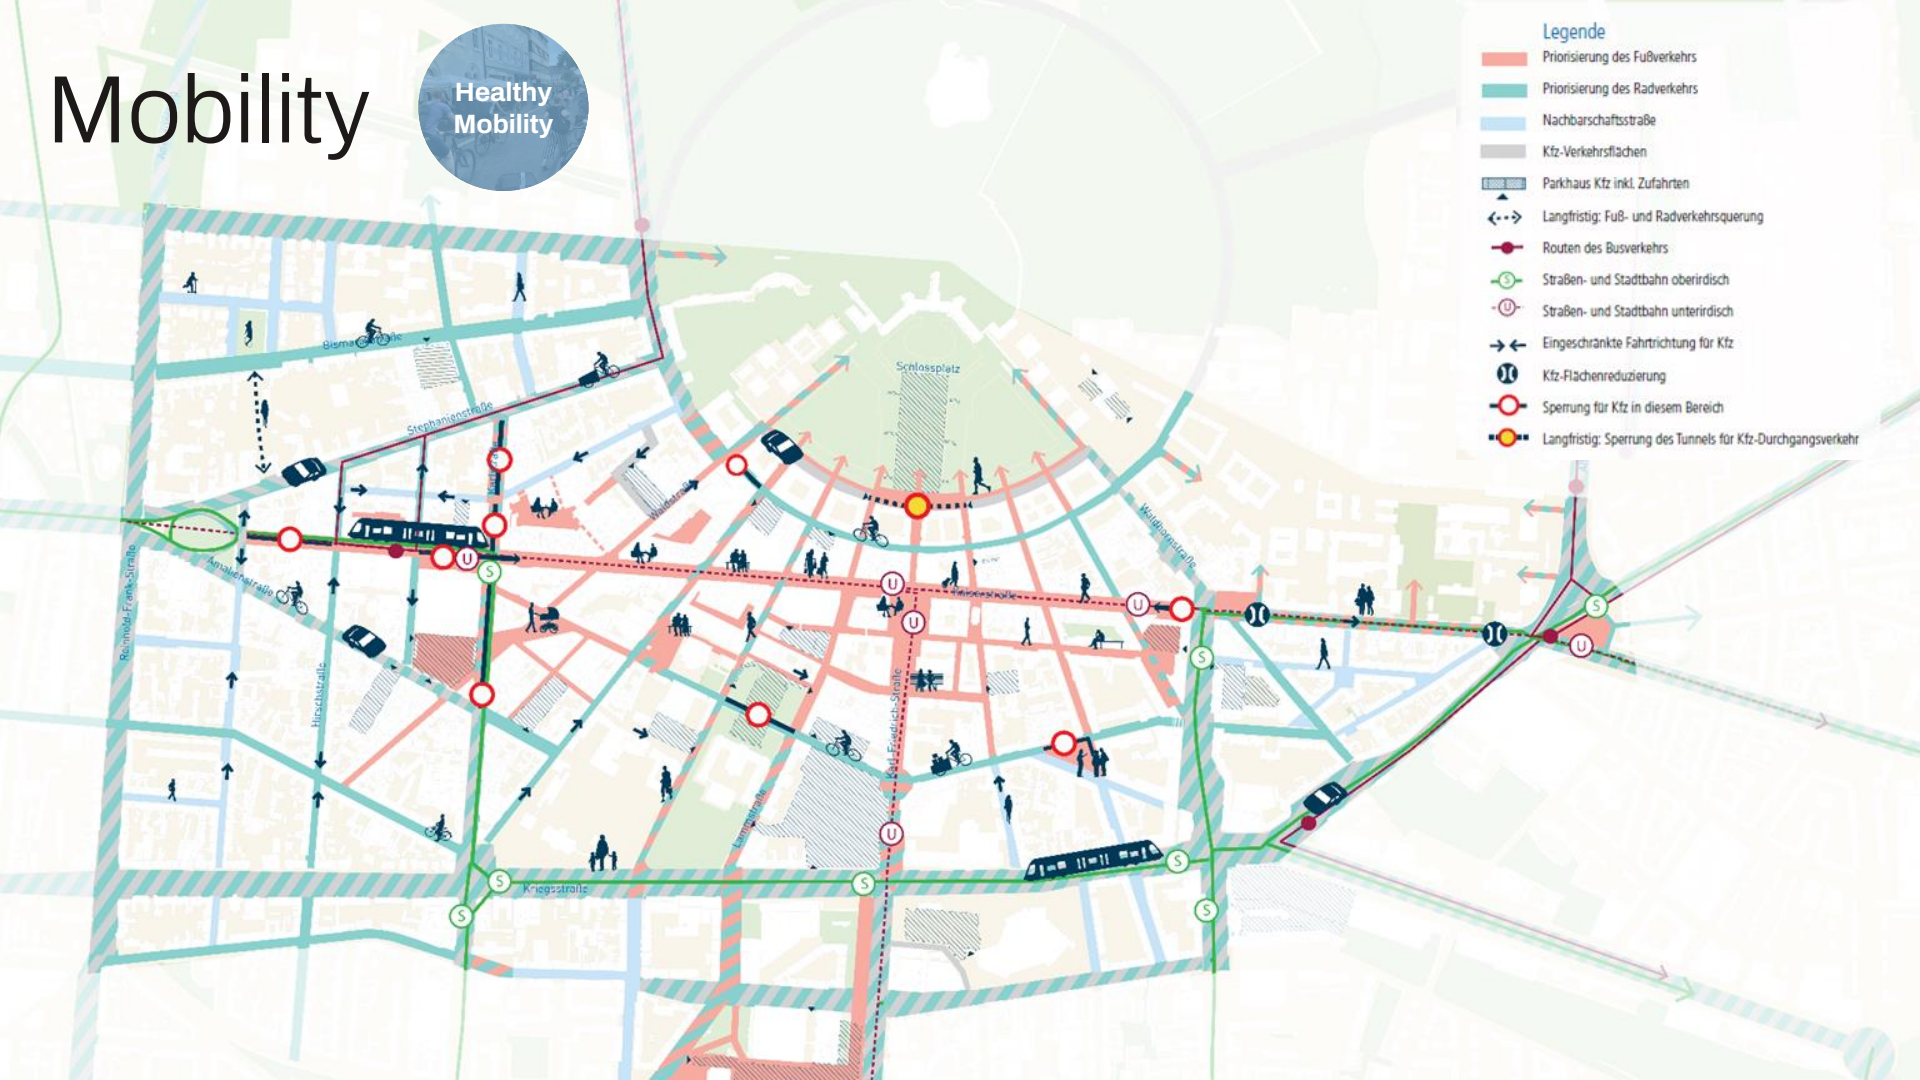 Mobility
Healthy
Mobility
Legende
Priorisierung des Fußverkehrs
Priorisierung des Radverkehrs
Nachbarschaftsstraße
Kfz-Verkehrsflächen
Parkhaus Kfz inkl. Zufahrten
Langfristig: Fuß- und Radverkehrsquerung
Routen des Busverkehrs
S Straßen- und Stadtbahn oberirdisch
U Straßen- und Stadtbahn unterirdisch
Eingeschränkte Fahrtrichtung für Kfz
Kfz-Flächenreduzierung
Sperrung für Kfz in diesem Bereich
Langfristig: Sperrung des Tunnels für Kfz-Durchgangsverkehr
Schlossplatz
Stephanienstraße
Waldstraße
Waldhornstraße
U
S
Amalienstraße
Reinhold-Frank-Straße
U
Kaiserstraße
U
S
U
U
S
Hirschstraße
Karl-Friedrich-Straße
Lammstraße
U
S
Kriegsstraße
S
S
S
S